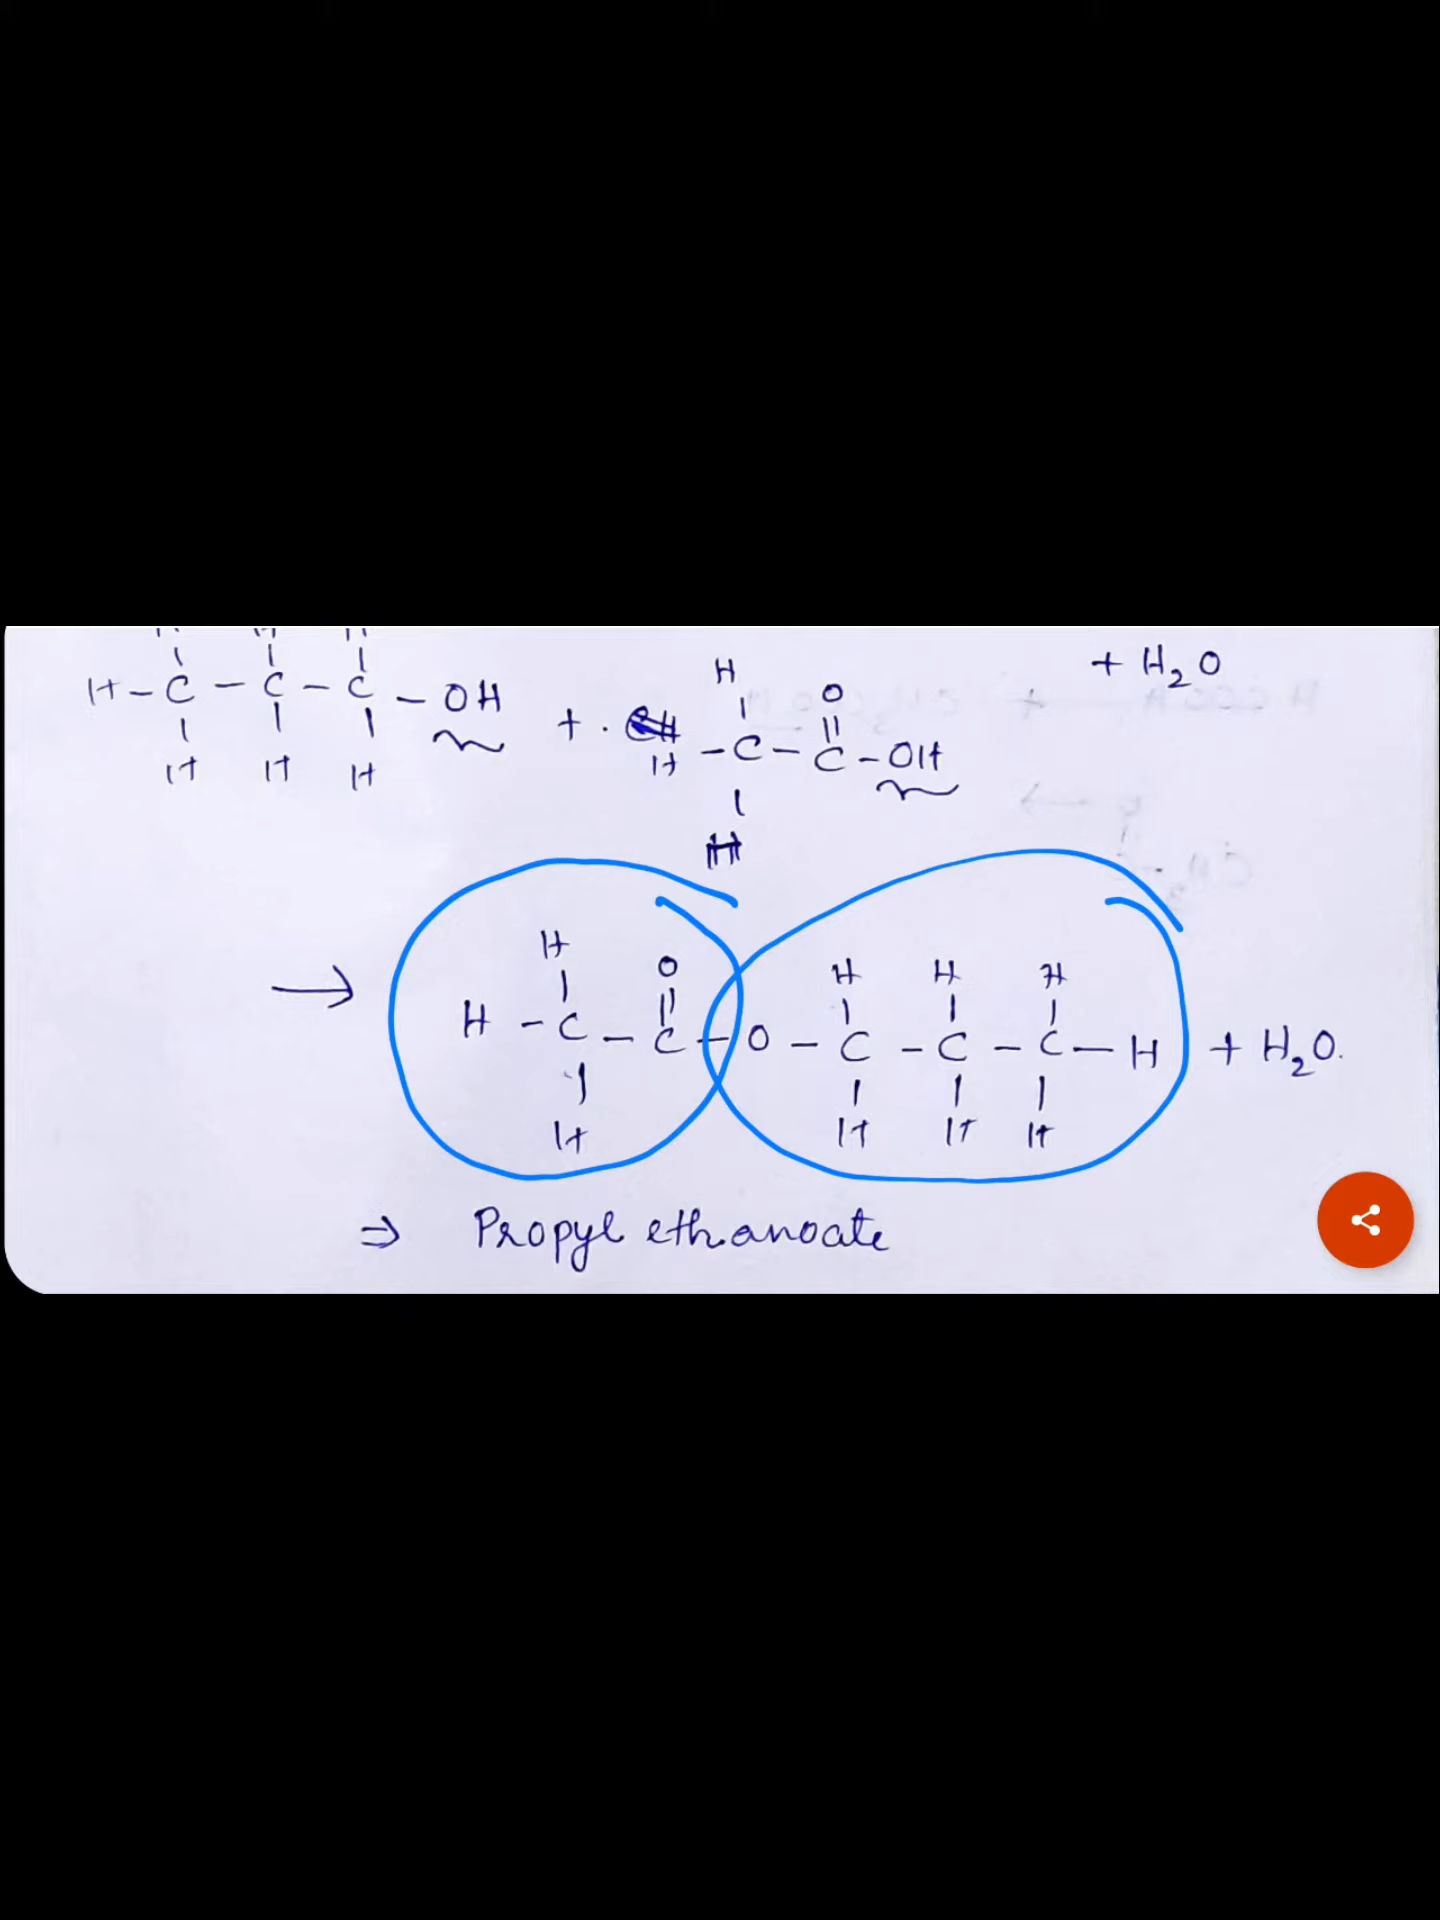 H H H
H - C - C - C - OH + . H - C - C - OH + H₂O
H O
H H H H
→ H - C - C - O - C - C - C - H + H₂O.
H O H H H
H H H H
⇒ Propyl ethanoate